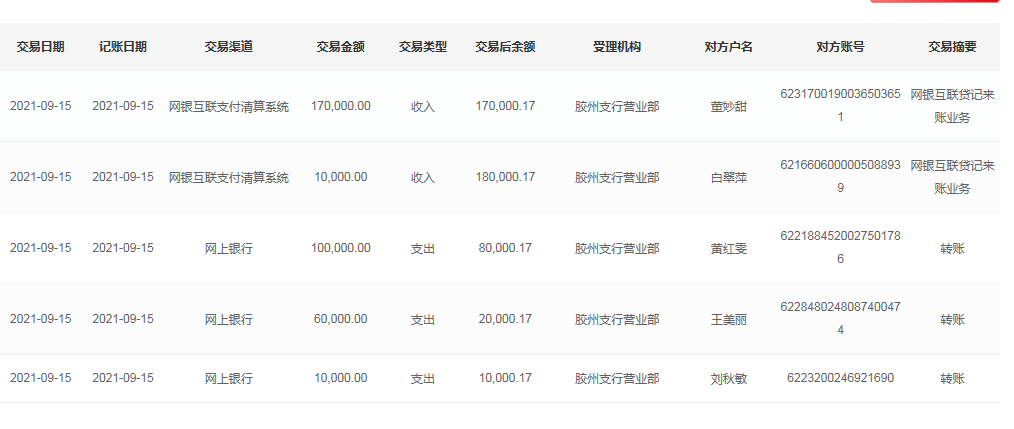 交易日期 记账日期 交易渠道 交易金额 交易类型 交易后余额 受理机构 对方户名 对方账号 交易摘要
2021-09-15 2021-09-15 网银互联支付清算系统 170,000.00 收入 170,000.17 胶州支行营业部 董妙甜 623170019003650365 网银互联贷记来
1 账业务
2021-09-15 2021-09-15 网银互联支付清算系统 10,000.00 收入 180,000.17 胶州支行营业部 白翠萍 621660600000508893 网银互联贷记来
9 账业务
2021-09-15 2021-09-15 网上银行 100,000.00 支出 80,000.17 胶州支行营业部 黄红雯 622188452002750178 转账
6
2021-09-15 2021-09-15 网上银行 60,000.00 支出 20,000.17 胶州支行营业部 王美丽 622848024808740047 转账
4
2021-09-15 2021-09-15 网上银行 10,000.00 支出 10,000.17 胶州支行营业部 刘秋敏 6223200246921690 转账